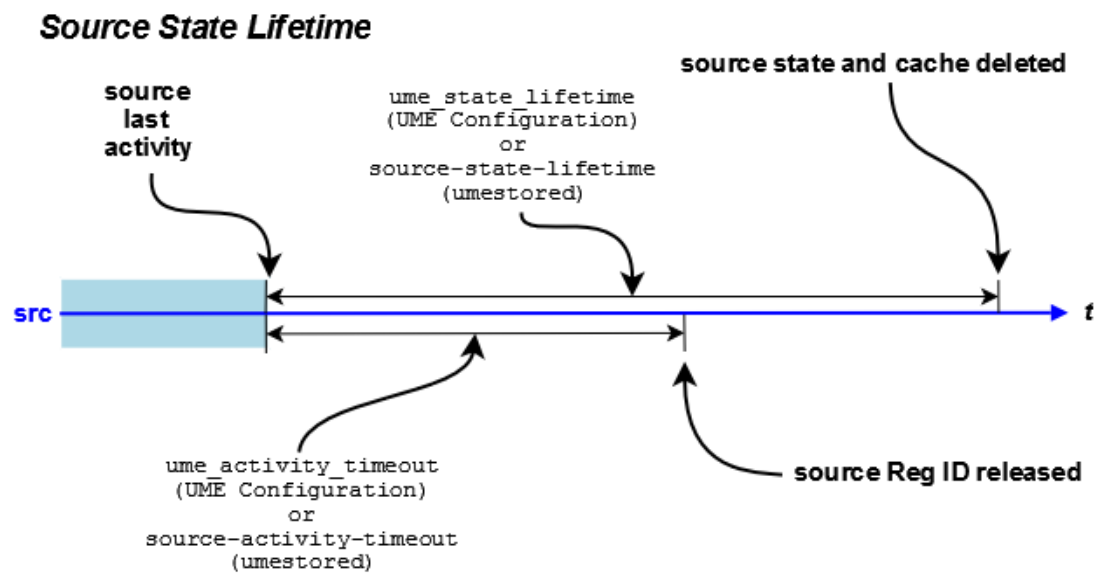 Source State Lifetime
source state and cache deleted
source
last
activity
ume_state_lifetime
(UME Configuration)
or
source-state-lifetime
(umestored)
src
t
ume_activity_timeout
(UME Configuration)
or
source-activity-timeout
(umestored)
source Reg ID released